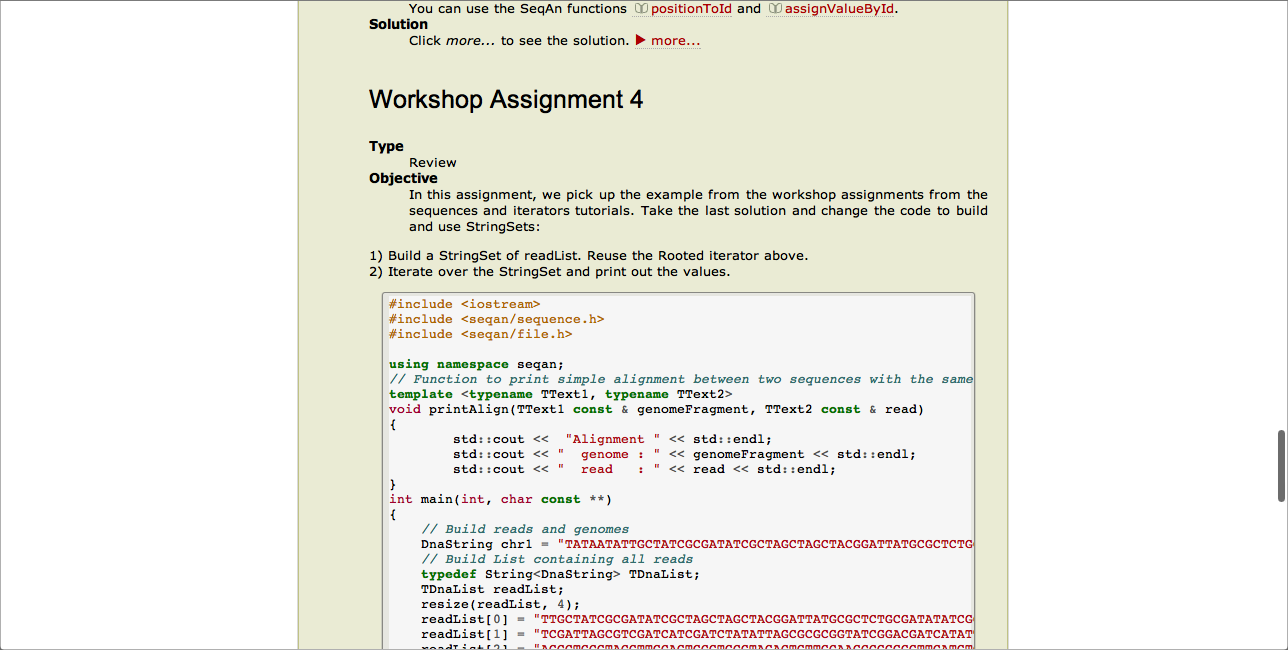 You can use the SeqAn functions positionToId and assignValueById.
Solution
Click more... to see the solution. more...
Workshop Assignment 4
Type
Review
Objective
In this assignment, we pick up the example from the workshop assignments from the
sequences and iterators tutorials. Take the last solution and change the code to build
and use StringSets:
1) Build a StringSet of readList. Reuse the Rooted iterator above.
2) Iterate over the StringSet and print out the values.
#include <iostream>
#include <seqan/sequence.h>
#include <seqan/file.h>
using namespace seqan;
// Function to print simple alignment between two sequences with the same
template <typename TText1, typename TText2>
void printAlign(TText1 const & genomeFragment, TText2 const & read)
{
std::cout << "Alignment " << std::endl;
std::cout << " genome : " << genomeFragment << std::endl;
std::cout << " read : " << read << std::endl;
}
int main(int, char const **)
{
// Build reads and genomes
DnaString chr1 = "TATAATATTGCTATCGCGATATCGCTAGCTAGCTACGGATTATGCGCTCTG
// Build List containing all reads
typedef String<DnaString> TDnaList;
TDnaList readList;
resize(readList, 4);
readList[0] = "TTGCTATCGCGATATCGCTAGCTAGCTACGGATTATGCGCTCTGCGATATATCG
readList[1] = "TCGATTAGCGTCGATCATCGATCTATATTAGCGCGCGGTATCGGACGATCATAT
readList[2] =